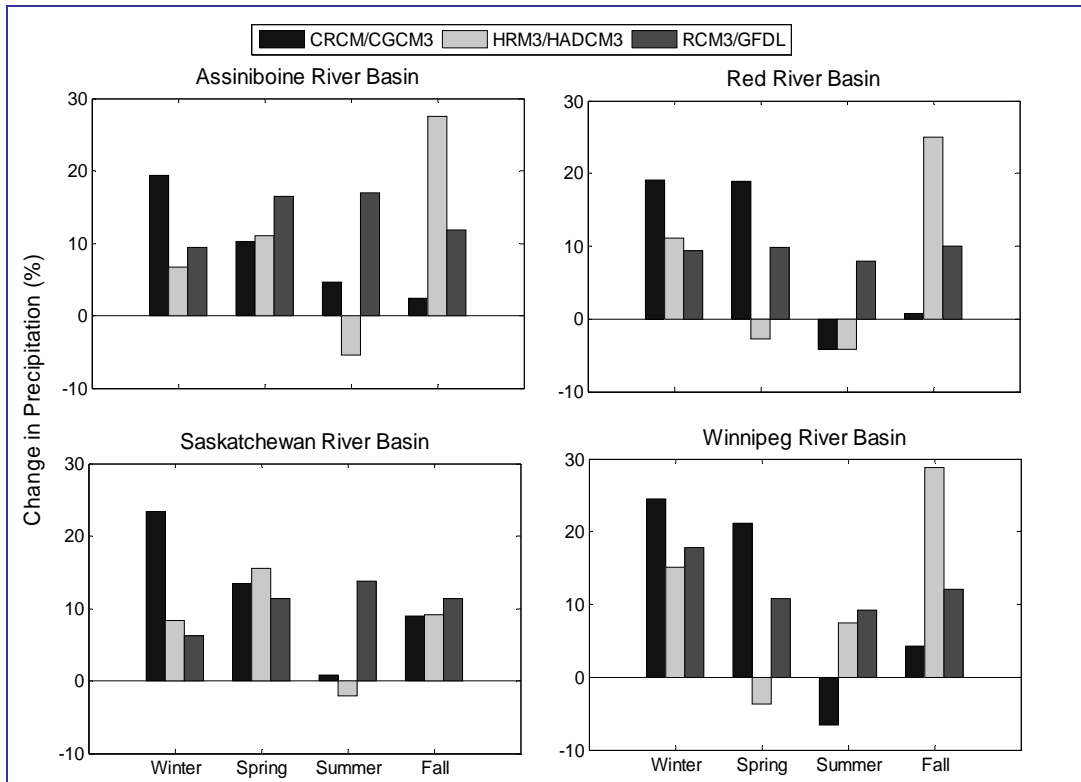 CRCM/CGCM3 HRM3/HADCM3 RCM3/GFDL
Assiniboine River Basin
30
20
10
0
-10
Red River Basin
30
20
10
0
-10
Change in Precipitation (%)
Saskatchewan River Basin
30
20
10
0
-10
Winter Spring Summer Fall
Winnipeg River Basin
30
20
10
0
-10
Winter Spring Summer Fall